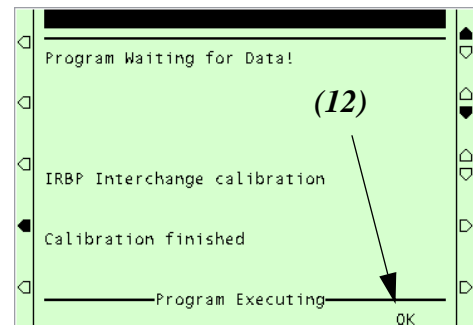 Program Waiting for Data!
(12)
IRBP Interchange calibration
Calibration finished
Program Executing
OK